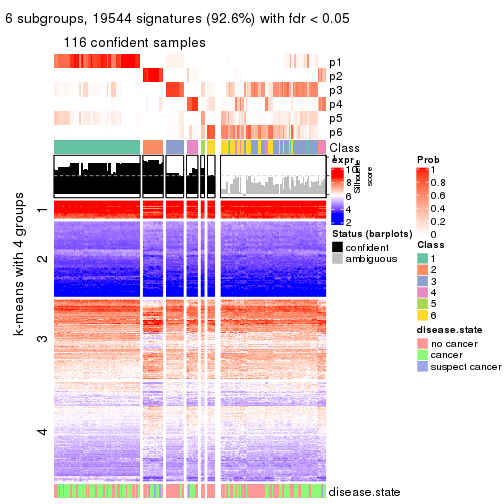 6 subgroups, 19544 signatures (92.6%) with fdr < 0.05
116 confident samples
p1
p2
p3
p4
p5
p6
Class
Silhouette
score
k-means with 4 groups
1
2
3
4
expr
10
8
6
4
2
Status (barplots)
confident
ambiguous
Prob
1
0.8
0.6
0.4
0.2
0
Class
1
2
3
4
5
6
disease.state
no cancer
cancer
suspect cancer
disease.state